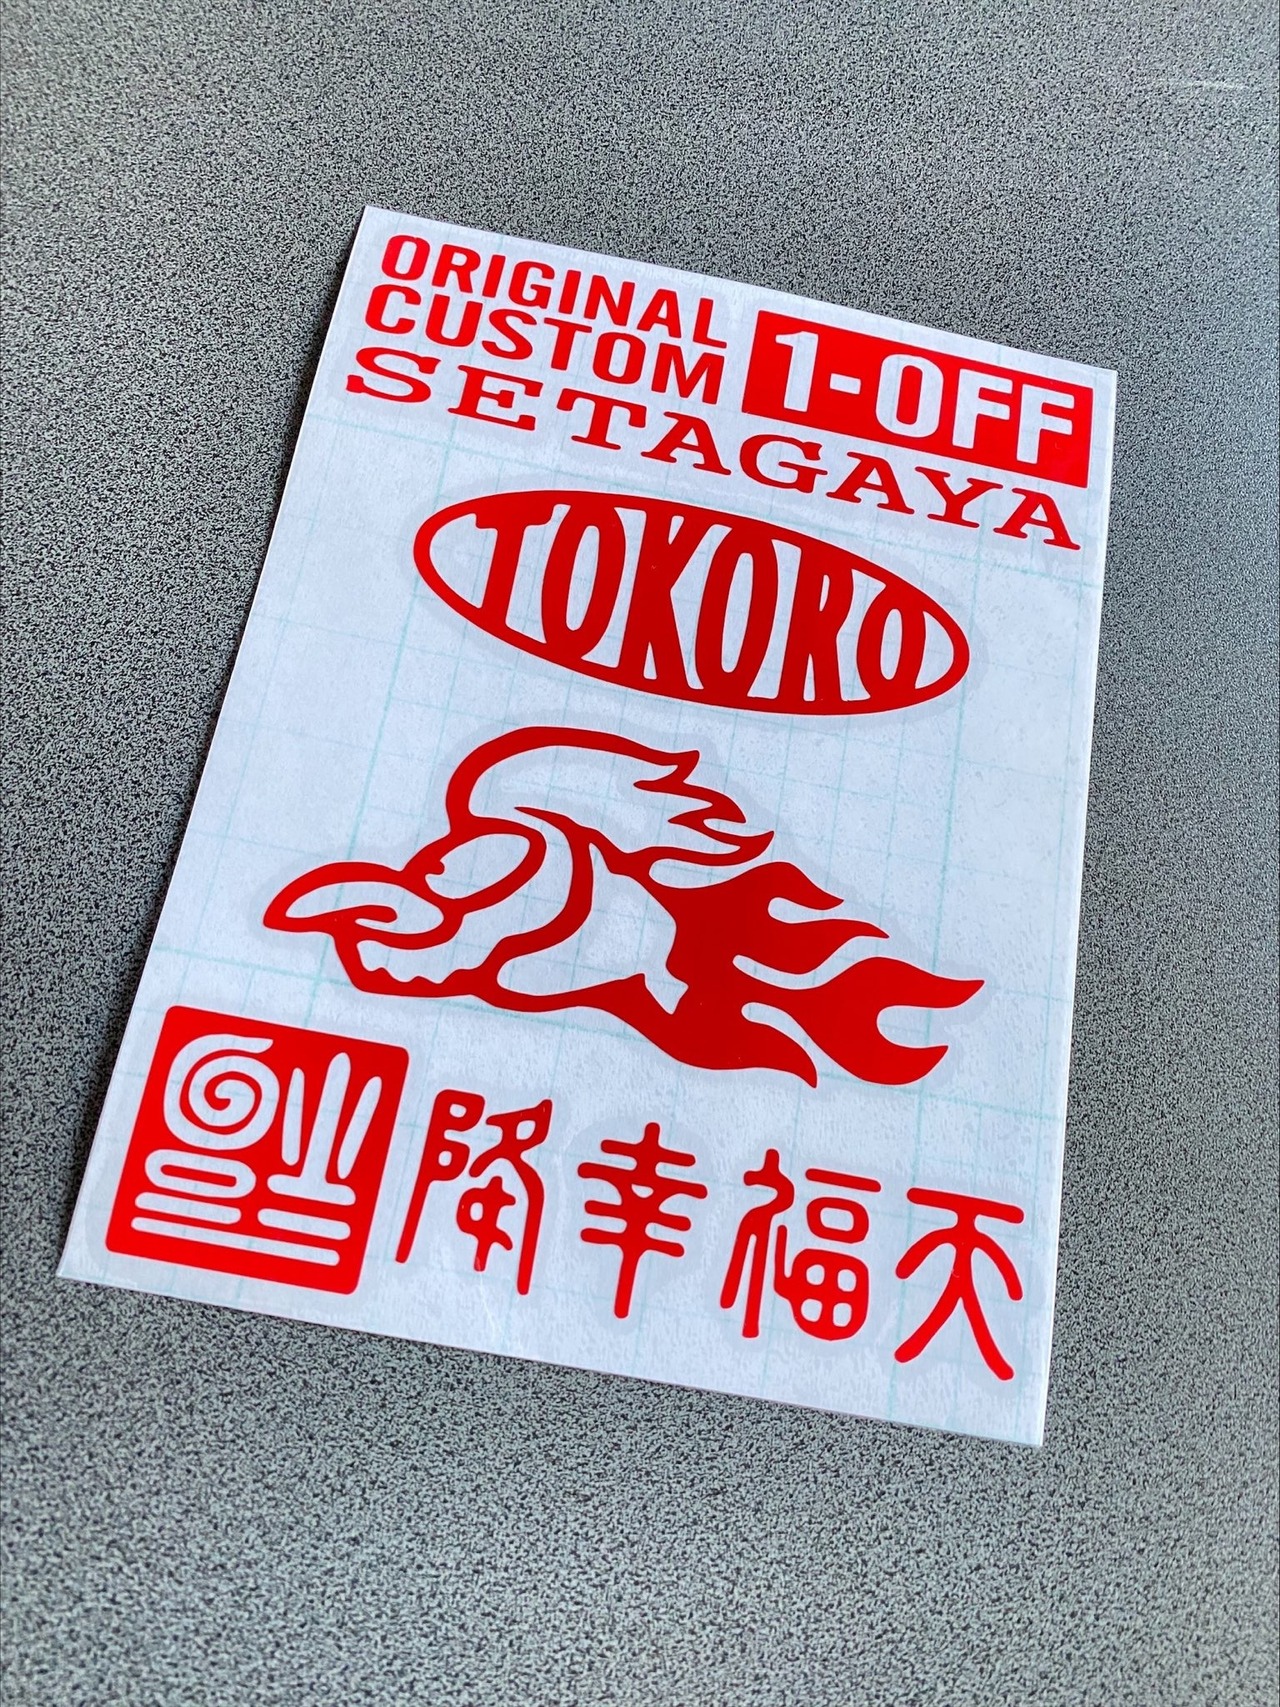 ORIGINAL
CUSTOM
1-OFF
SETAGAYA
TOKORO
降幸福天